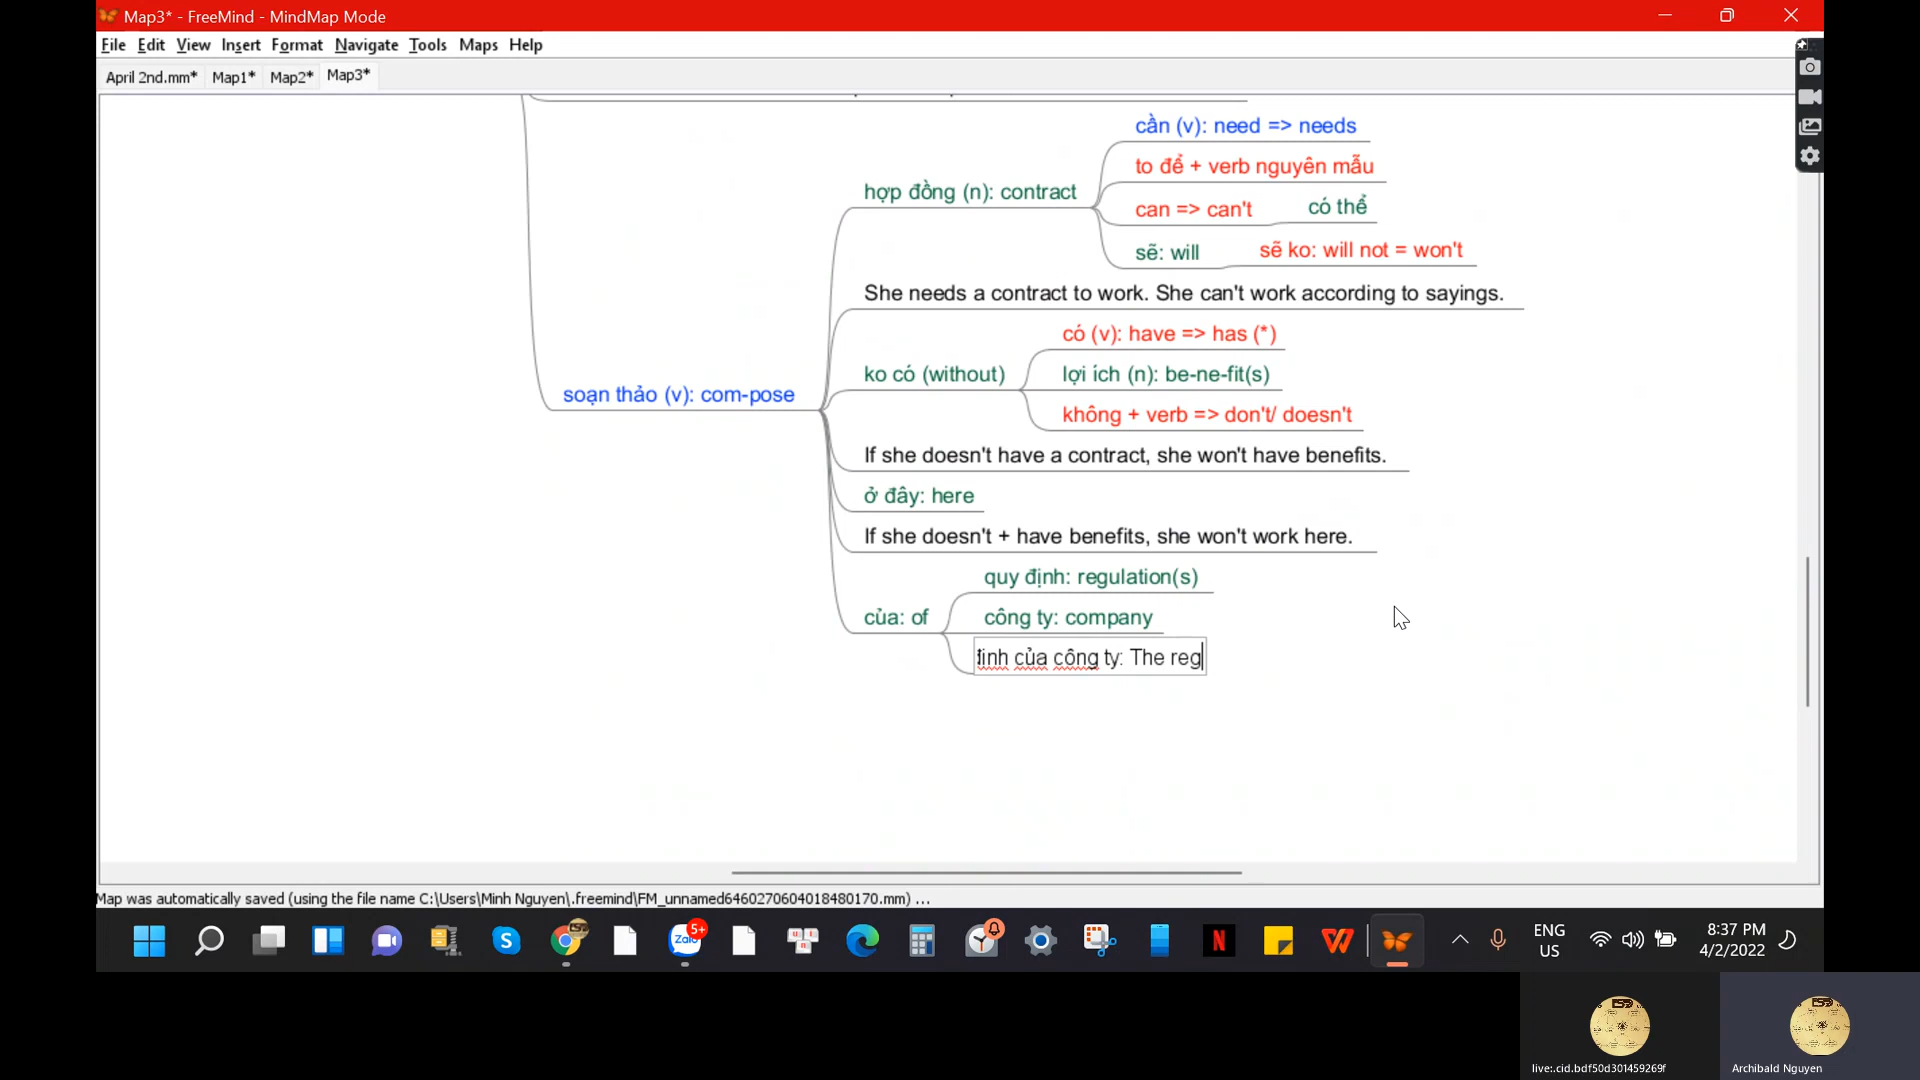 Map3* - FreeMind - MindMap Mode
File Edit View Insert Format Navigate Tools Maps Help
April 2nd.mm* Map1* Map2* Map3*
cần (v): need => needs
to để + verb nguyên mẫu
hợp đồng (n): contract
can => can't có thể
sẽ: will sẽ ko: will not = won't
She needs a contract to work. She can't work according to sayings.
có (v): have => has (*)
ko có (without) lợi ích (n): be-ne-fit(s)
soạn thảo (v): com-pose
không + verb => don't/ doesn't
If she doesn't have a contract, she won't have benefits.
ở đây: here
If she doesn't + have benefits, she won't work here.
quy định: regulation(s)
của: of công ty: company
của công ty: The reg
Map was automatically saved (using the file name C:\Users\Minh Nguyen\.freemind\FM_unnamed6460270604018480170.mm) ...
5+
Zalo
ENG
US
8:37 PM
4/2/2022
live:.cid.bdf50d301459269f
Archibald Nguyen